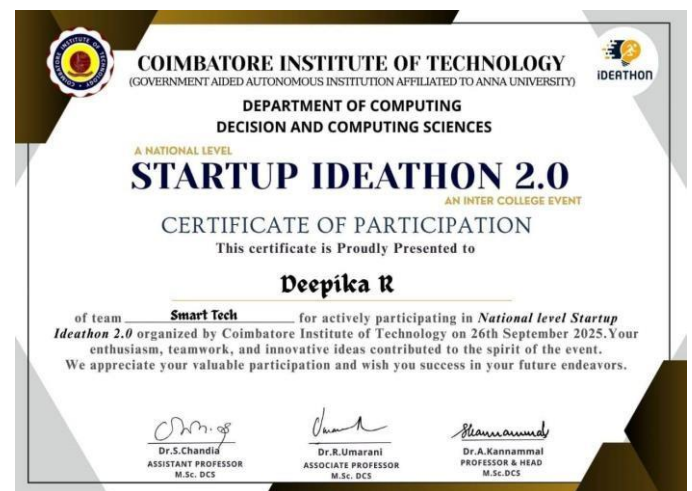 COIMBATORE INSTITUTE OF TECHNOLOGY
(GOVERNMENT AIDED AUTONOMOUS INSTITUTION AFFILIATED TO ANNA UNIVERSITY)
iDEATHON
DEPARTMENT OF COMPUTING
DECISION AND COMPUTING SCIENCES
A NATIONAL LEVEL
STARTUP IDEATHON 2.0
AN INTER COLLEGE EVENT
CERTIFICATE OF PARTICIPATION
This certificate is Proudly Presented to
Deepika R
of team Smart Tech for actively participating in National level Startup
Ideathon 2.0 organized by Coimbatore Institute of Technology on 26th September 2025.Your
enthusiasm, teamwork, and innovative ideas contributed to the spirit of the event.
We appreciate your valuable participation and wish you success in your future endeavors.
Dr.S.Chandia
ASSISTANT PROFESSOR
M.Sc. DCS
Dr.R.Umarani
ASSOCIATE PROFESSOR
M.Sc. DCS
Dr.A.Kannammal
PROFESSOR & HEAD
M.Sc.DCS